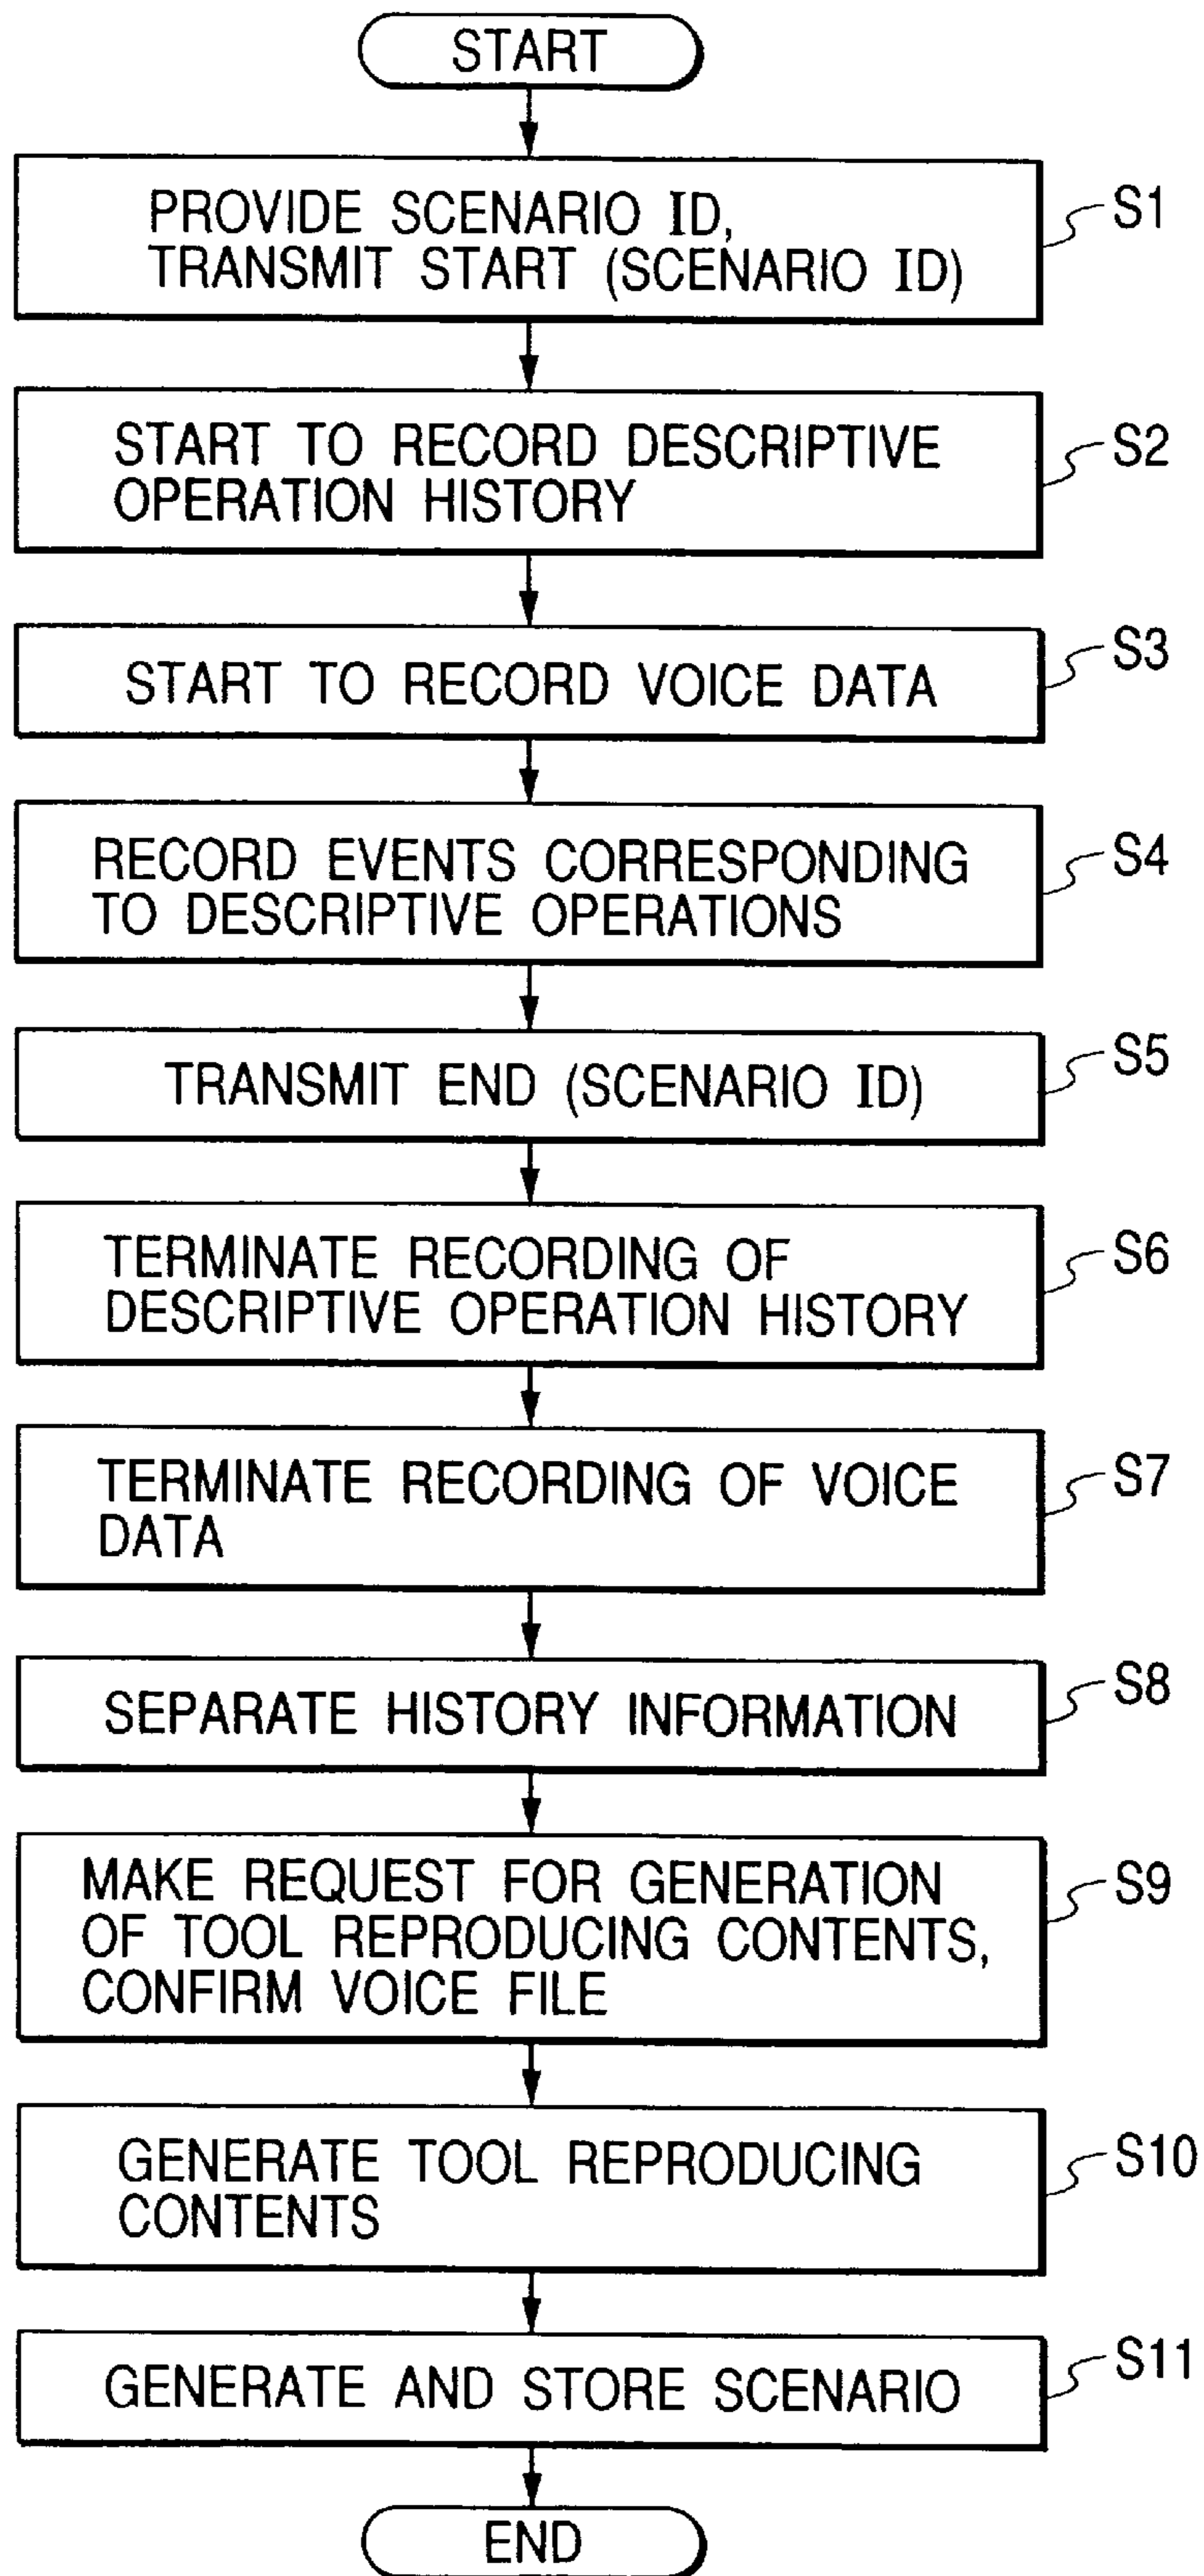 START
PROVIDE SCENARIO ID,
TRANSMIT START (SCENARIO ID)
S1
START TO RECORD DESCRIPTIVE
OPERATION HISTORY
S2
START TO RECORD VOICE DATA
S3
RECORD EVENTS CORRESPONDING
TO DESCRIPTIVE OPERATIONS
S4
TRANSMIT END (SCENARIO ID)
S5
TERMINATE RECORDING OF
DESCRIPTIVE OPERATION HISTORY
S6
TERMINATE RECORDING OF VOICE
DATA
S7
SEPARATE HISTORY INFORMATION
S8
MAKE REQUEST FOR GENERATION
OF TOOL REPRODUCING CONTENTS,
CONFIRM VOICE FILE
S9
GENERATE TOOL REPRODUCING
CONTENTS
S10
GENERATE AND STORE SCENARIO
S11
END